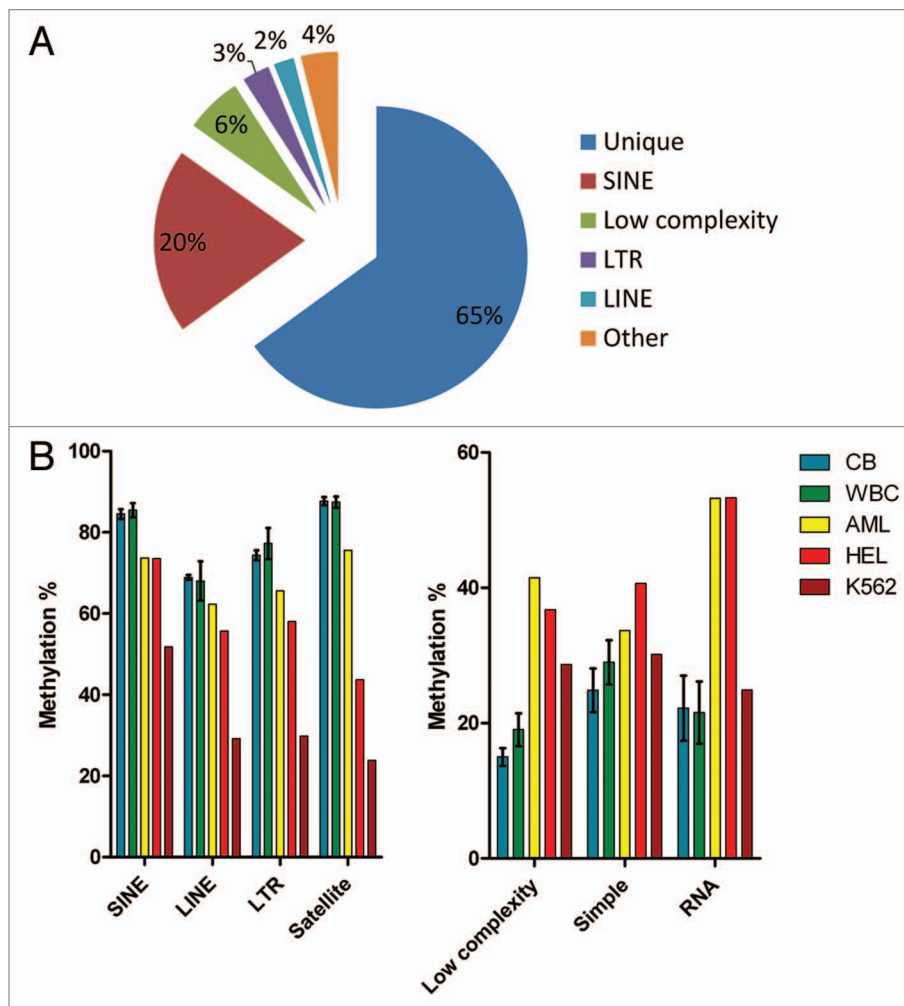 A
3%
2%
4%
6%
20%
65%
Unique
SINE
Low complexity
LTR
LINE
Other
B
Methylation %
100
80
60
40
20
0
SINE
LINE
LTR
Satellite
Methylation %
60
40
20
0
Low complexity
Simple
RNA
CB
WBC
AML
HEL
K562